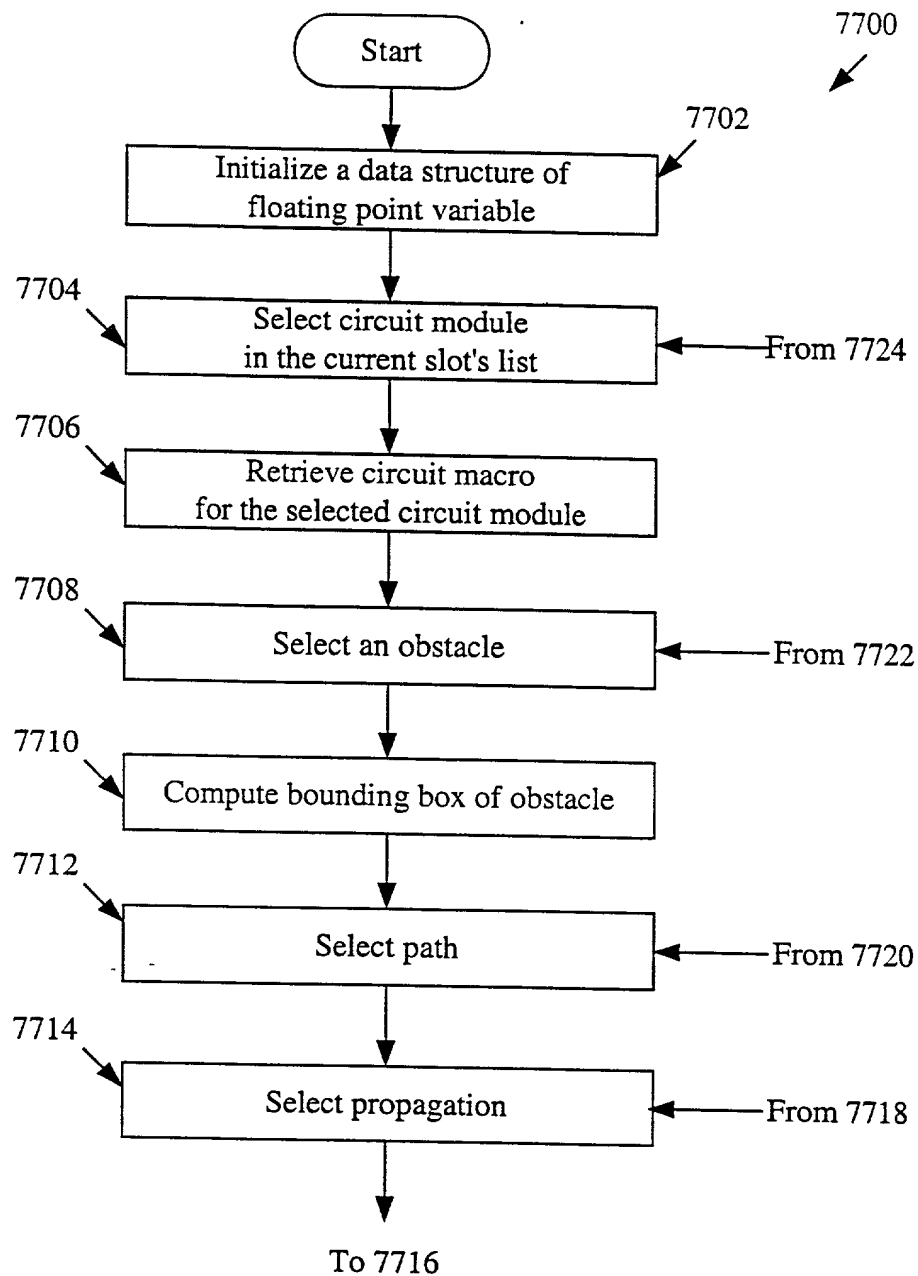 7700
Start
7702
Initialize a data structure of
floating point variable
7704
Select circuit module
in the current slot's list
From 7724
7706
Retrieve circuit macro
for the selected circuit module
7708
Select an obstacle
From 7722
7710
Compute bounding box of obstacle
7712
Select path
From 7720
7714
Select propagation
From 7718
To 7716